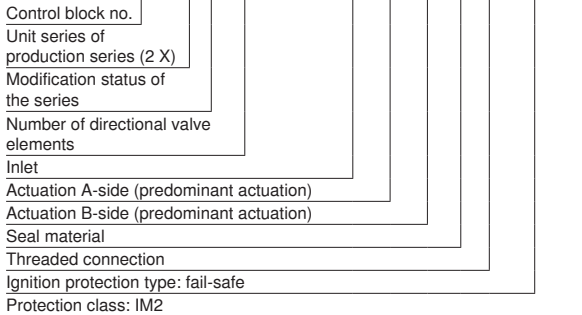 Control block no.
Unit series of
production series (2 X)
Modification status of
the series
Number of directional valve
elements
Inlet
Actuation A-side (predominant actuation)
Actuation B-side (predominant actuation)
Seal material
Threaded connection
Ignition protection type: fail-safe
Protection class: IM2